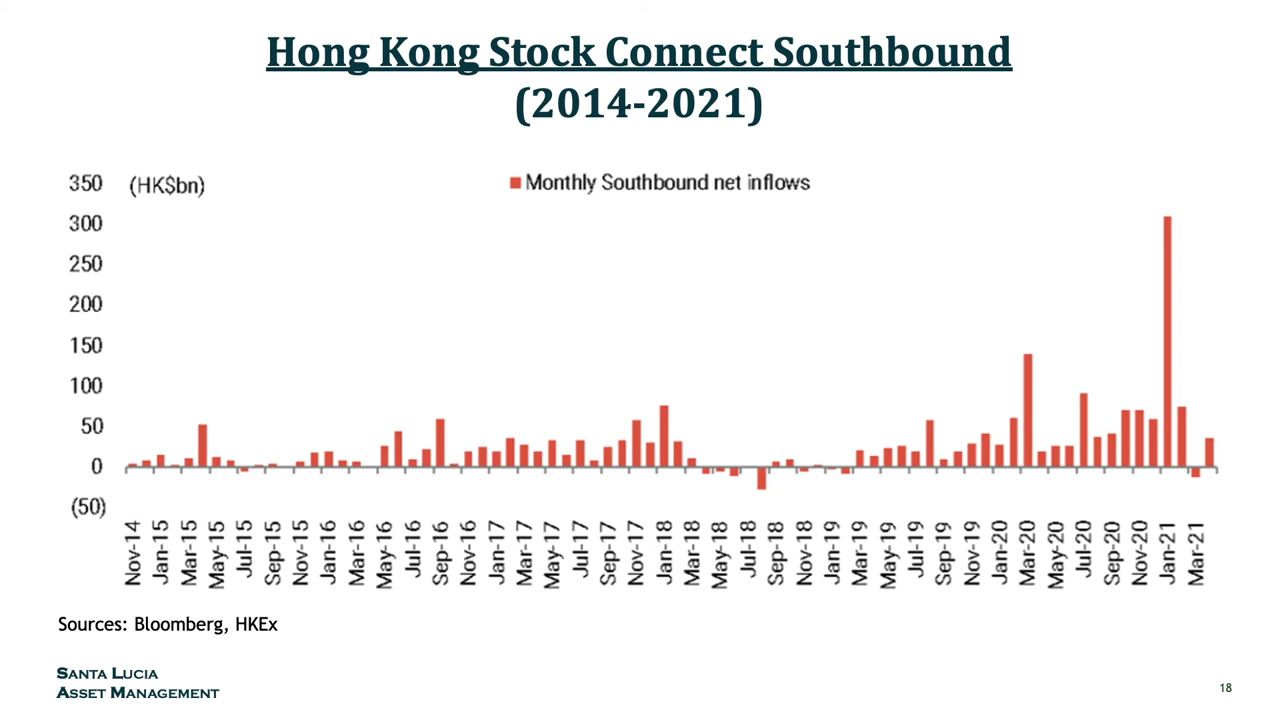 Hong Kong Stock Connect Southbound
(2014-2021)
(HK$bn)
Monthly Southbound net inflows
350
300
250
200
150
100
50
0
(50)
Nov-14
Jan-15
Mar-15
May-15
Jul-15
Sep-15
Nov-15
Jan-16
Mar-16
May-16
Jul-16
Sep-16
Nov-16
Jan-17
Mar-17
May-17
Jul-17
Sep-17
Nov-17
Jan-18
Mar-18
May-18
Jul-18
Sep-18
Nov-18
Jan-19
Mar-19
May-19
Jul-19
Sep-19
Nov-19
Jan-20
Mar-20
May-20
Jul-20
Sep-20
Nov-20
Jan-21
Mar-21
Sources: Bloomberg, HKEx
SANTA LUCIA
ASSET MANAGEMENT
18